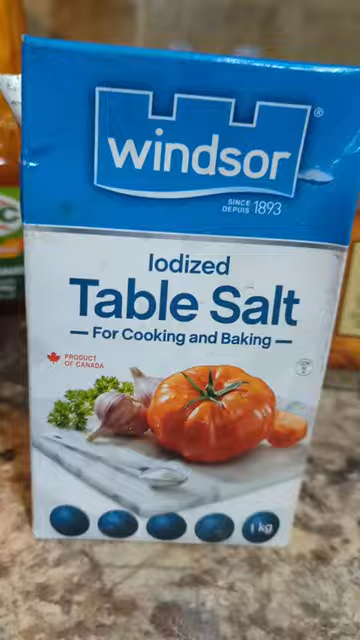 windsor®
SINCE
DEPUIS 1893
Iodized
Table Salt
For Cooking and Baking
PRODUCT
OF CANADA
1 kg